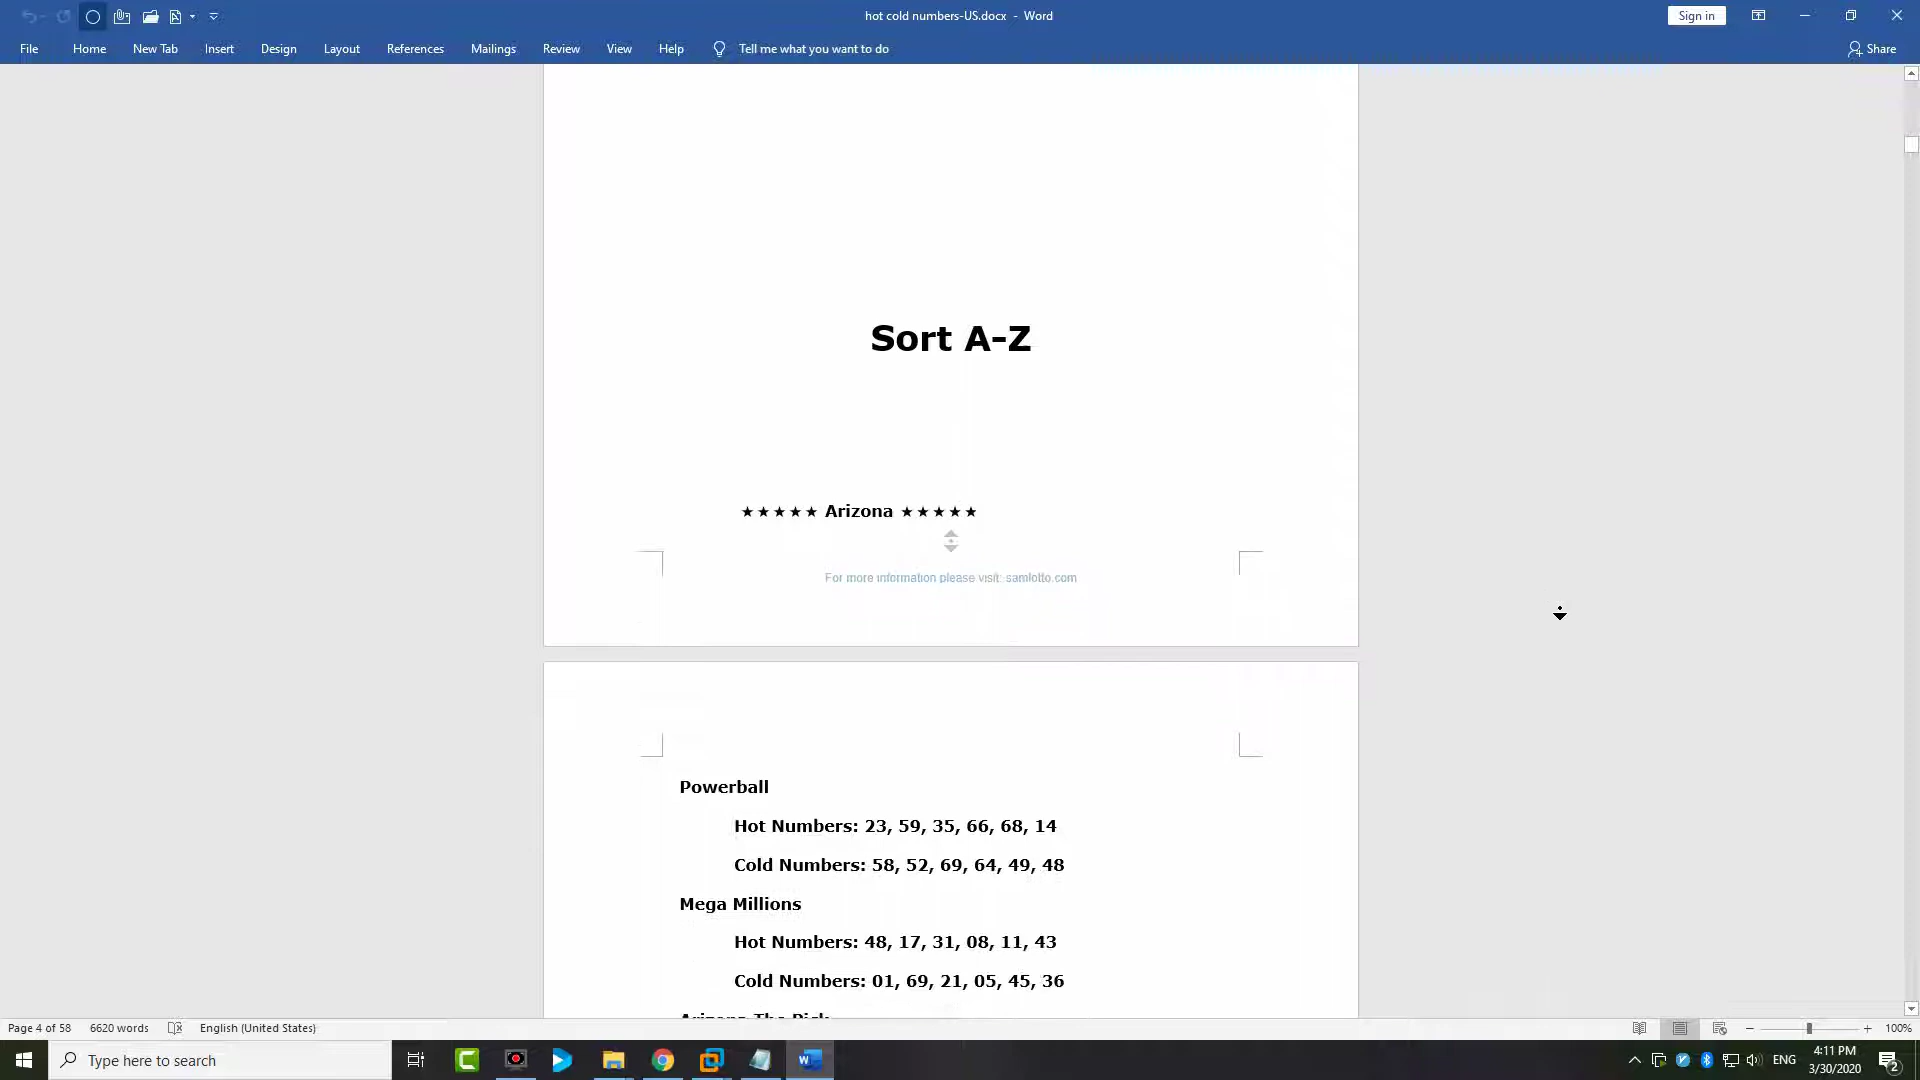 hot cold numbers-US.docx - Word
Sign in
File Home New Tab Insert Design Layout References Mailings Review View Help Tell me what you want to do Share
Sort A-Z
★★★★★ Arizona ★★★★★
For more information please visit: samlotto.com
Powerball
Hot Numbers: 23, 59, 35, 66, 68, 14
Cold Numbers: 58, 52, 69, 64, 49, 48
Mega Millions
Hot Numbers: 48, 17, 31, 08, 11, 43
Cold Numbers: 01, 69, 21, 05, 45, 36
Page 4 of 58 6620 words English (United States) 100%
Type here to search
ENG
4:11 PM
3/30/2020
2